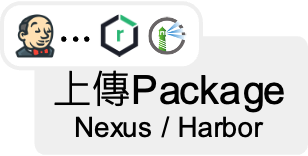 r
上傳Package
Nexus / Harbor